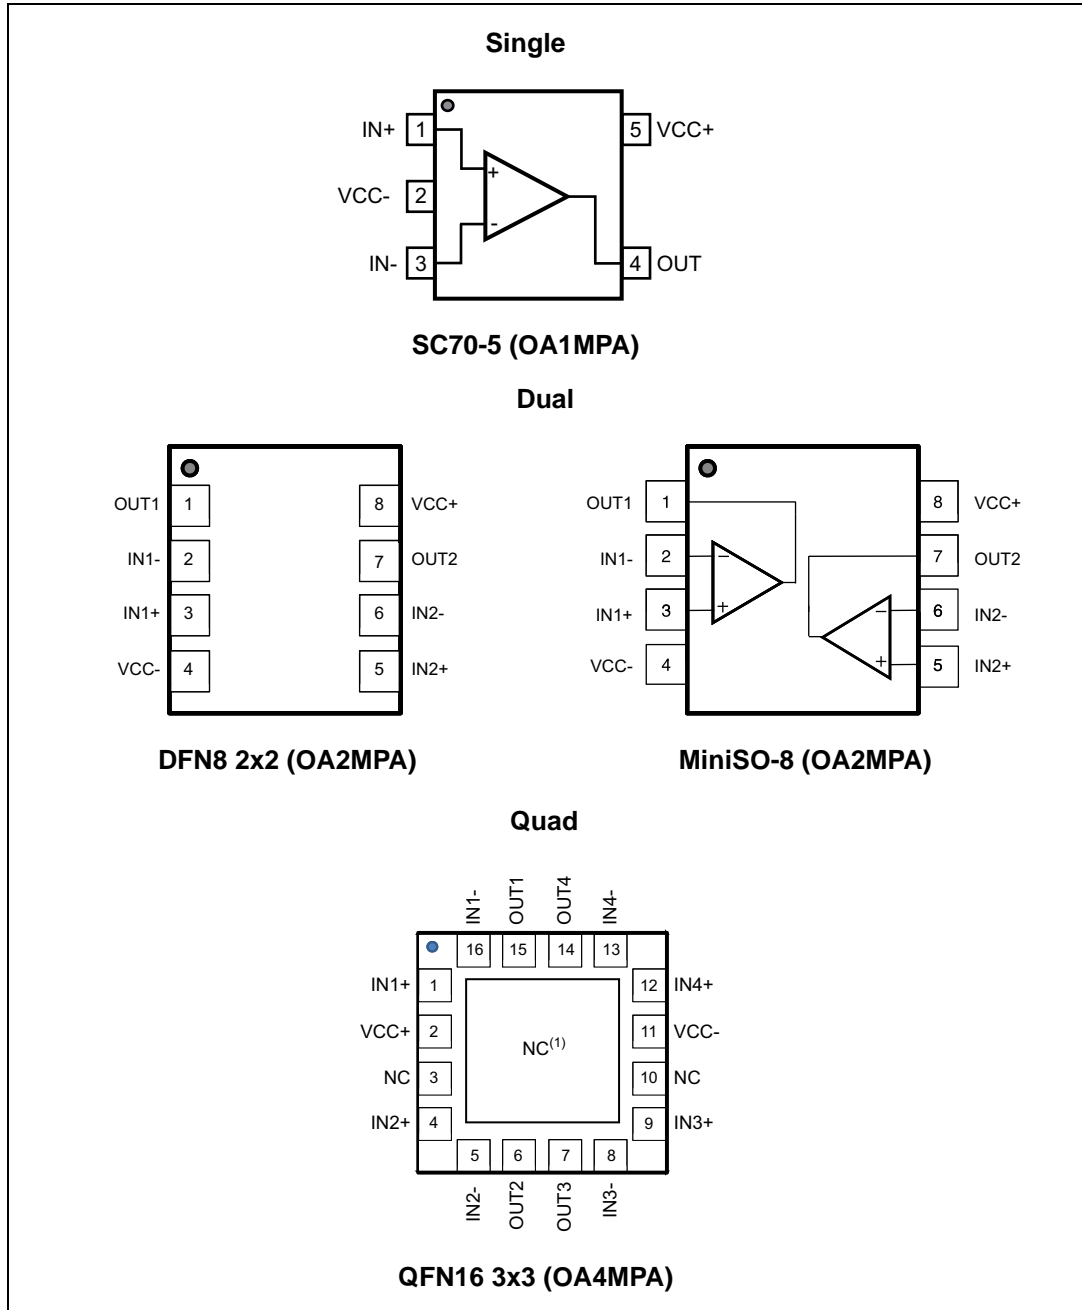 Single
IN+ 1 5 VCC+
+
VCC- 2
-
IN- 3 4 OUT
SC70-5 (OA1MPA)
Dual
OUT1 1 8 VCC+
IN1- 2 7 OUT2
IN1+ 3 6 IN2-
VCC- 4 5 IN2+
DFN8 2x2 (OA2MPA)
OUT1 1 8 VCC+
IN1- 2 − 7 OUT2
IN1+ 3 + − 6 IN2-
VCC- 4 + 5 IN2+
MiniSO-8 (OA2MPA)
Quad
IN1- OUT1 OUT4 IN4-
16 15 14 13
IN1+ 1 12 IN4+
VCC+ 2 11 VCC-
NC(1)
NC 3 10 NC
IN2+ 4 9 IN3+
5 6 7 8
IN2- OUT2 OUT3 IN3-
QFN16 3x3 (OA4MPA)